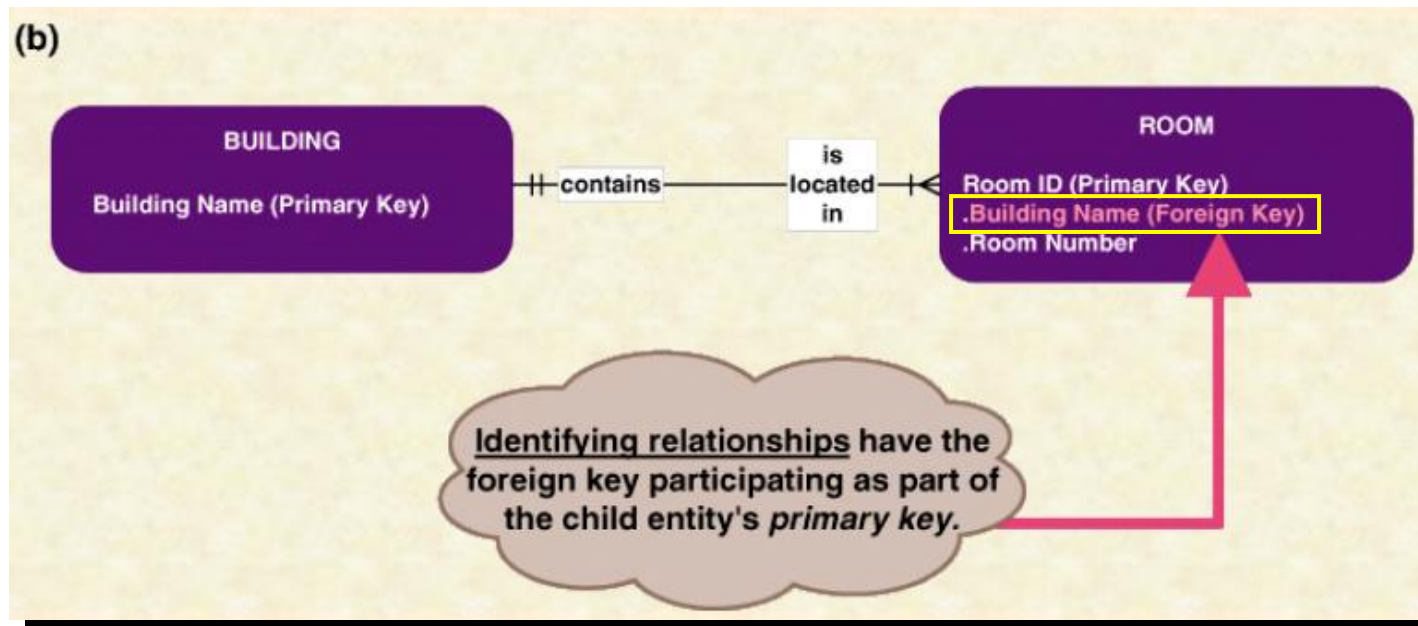 (b)
BUILDING
Building Name (Primary Key)
contains
is
located
in
ROOM
Room ID (Primary Key)
.Building Name (Foreign Key)
.Room Number
Identifying relationships have the
foreign key participating as part of
the child entity's primary key.